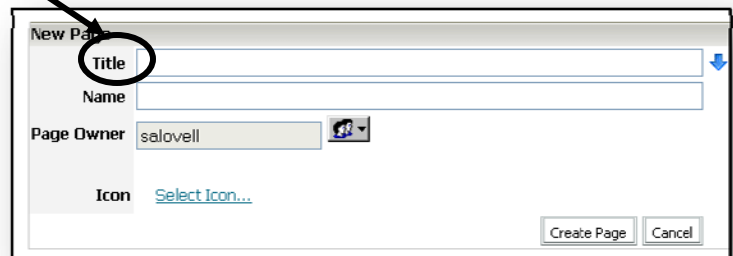 New Page
Title
Name
Page Owner salovell
Icon Select Icon...
Create Page Cancel